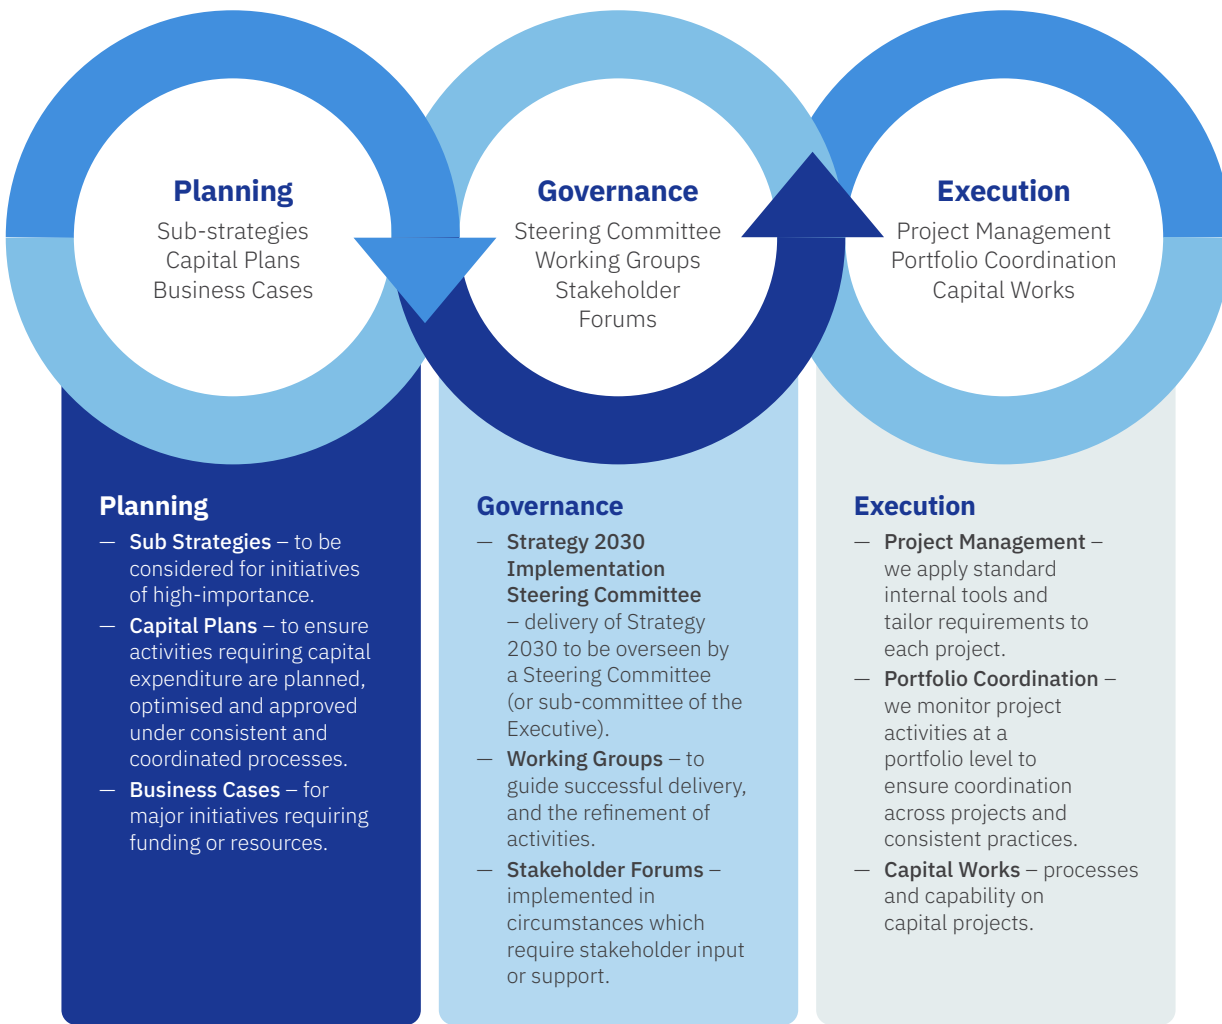 Planning
Sub-strategies
Capital Plans
Business Cases
Governance
Steering Committee
Working Groups
Stakeholder
Forums
Execution
Project Management
Portfolio Coordination
Capital Works
Planning
— Sub Strategies – to be
considered for initiatives
of high-importance.
— Capital Plans – to ensure
activities requiring capital
expenditure are planned,
optimised and approved
under consistent and
coordinated processes.
— Business Cases – for
major initiatives requiring
funding or resources.
Governance
— Strategy 2030
Implementation
Steering Committee
– delivery of Strategy
2030 to be overseen by
a Steering Committee
(or sub-committee of the
Executive).
— Working Groups – to
guide successful delivery,
and the refinement of
activities.
— Stakeholder Forums –
implemented in
circumstances which
require stakeholder input
or support.
Execution
— Project Management –
we apply standard
internal tools and
tailor requirements to
each project.
— Portfolio Coordination –
we monitor project
activities at a
portfolio level to
ensure coordination
across projects and
consistent practices.
— Capital Works – processes
and capability on
capital projects.